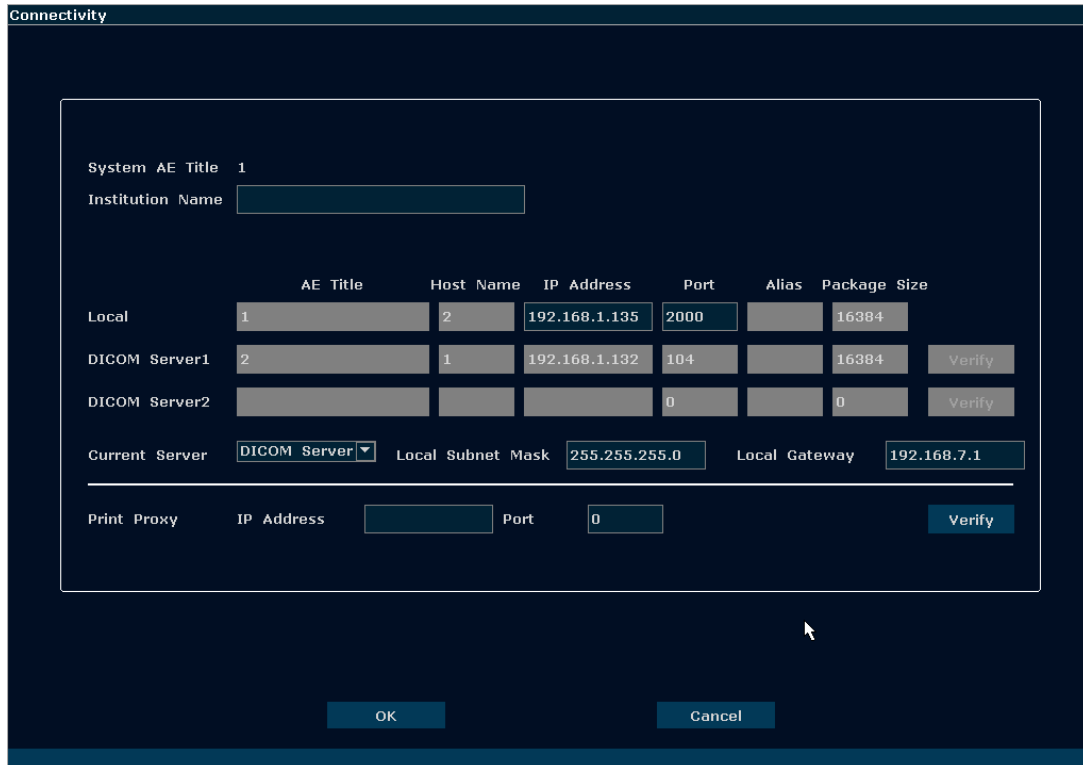 Connectivity
System AE Title 1
Institution Name
AE Title Host Name IP Address Port Alias Package Size
Local 1 2 192.168.1.135 2000 16384
DICOM Server1 2 1 192.168.1.132 104 16384 Verify
DICOM Server2 0 0 Verify
Current Server DICOM Server Local Subnet Mask 255.255.255.0 Local Gateway 192.168.7.1
Print Proxy IP Address Port 0 Verify
OK Cancel